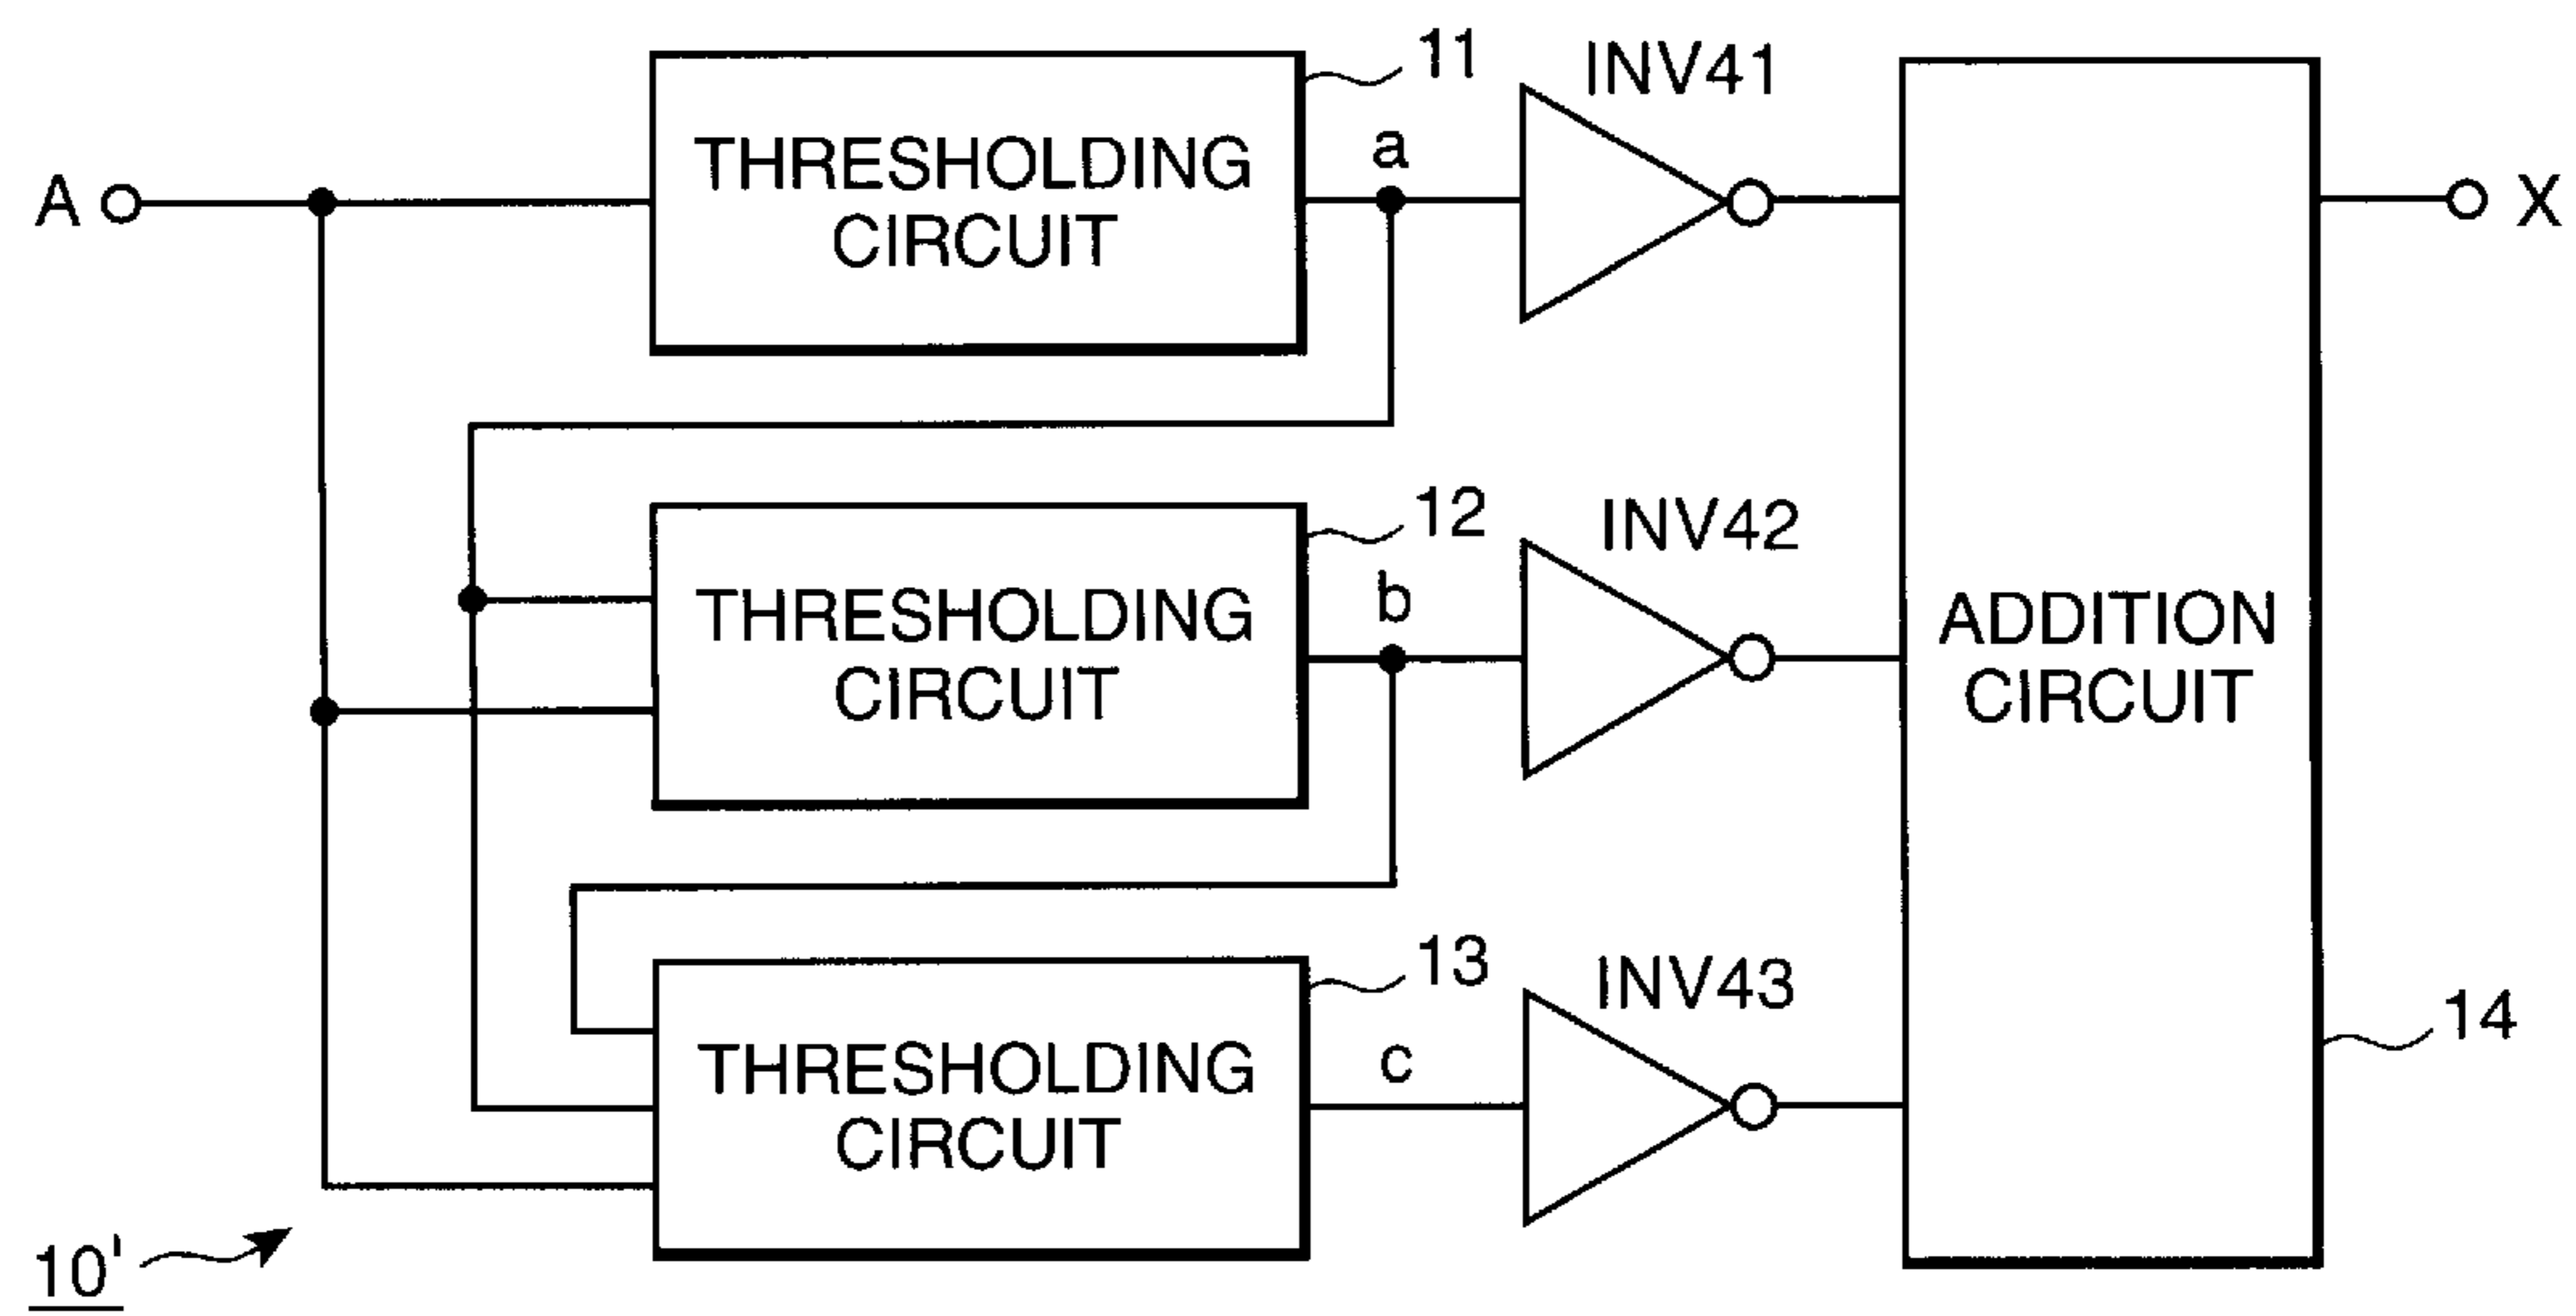 11
INV41
THRESHOLDING
CIRCUIT
a
A
X
12
INV42
THRESHOLDING
CIRCUIT
b
ADDITION
CIRCUIT
13
INV43
THRESHOLDING
CIRCUIT
c
14
10'